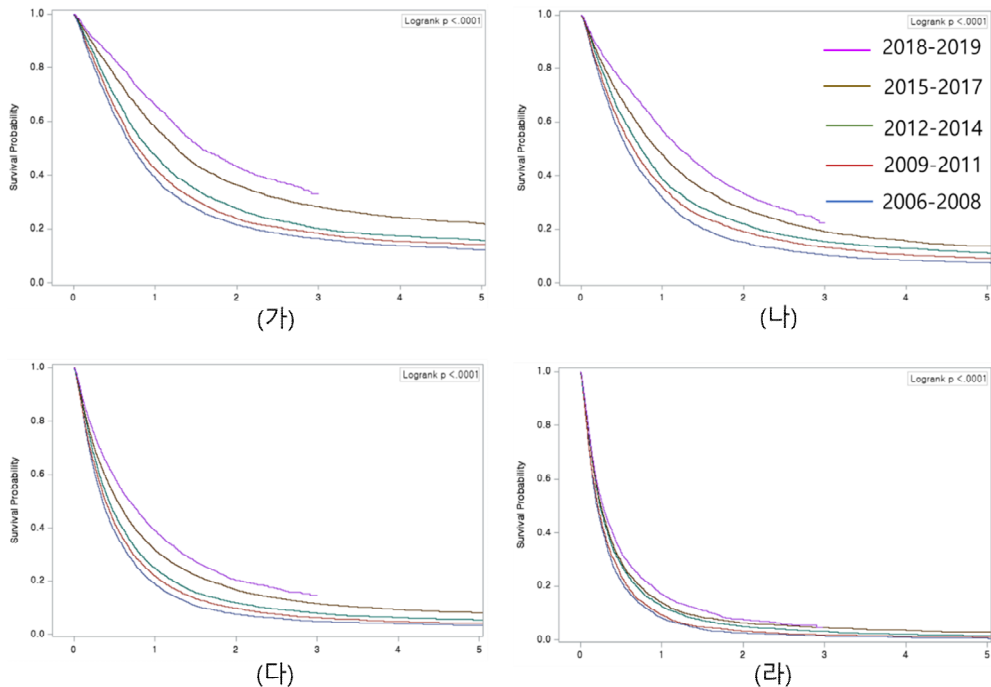 Logrank p <.0001
Survival Probability
1.0
0.8
0.6
0.4
0.2
0.0
0 1 2 3 4 5
(가)
Logrank p <.0001
2018-2019
2015-2017
2012-2014
2009-2011
2006-2008
Survival Probability
1.0
0.8
0.6
0.4
0.2
0.0
0 1 2 3 4 5
(나)
Logrank p <.0001
Survival Probability
1.0
0.8
0.6
0.4
0.2
0.0
0 1 2 3 4 5
(다)
Logrank p <.0001
Survival Probability
1.0
0.8
0.6
0.4
0.2
0.0
0 1 2 3 4 5
(라)